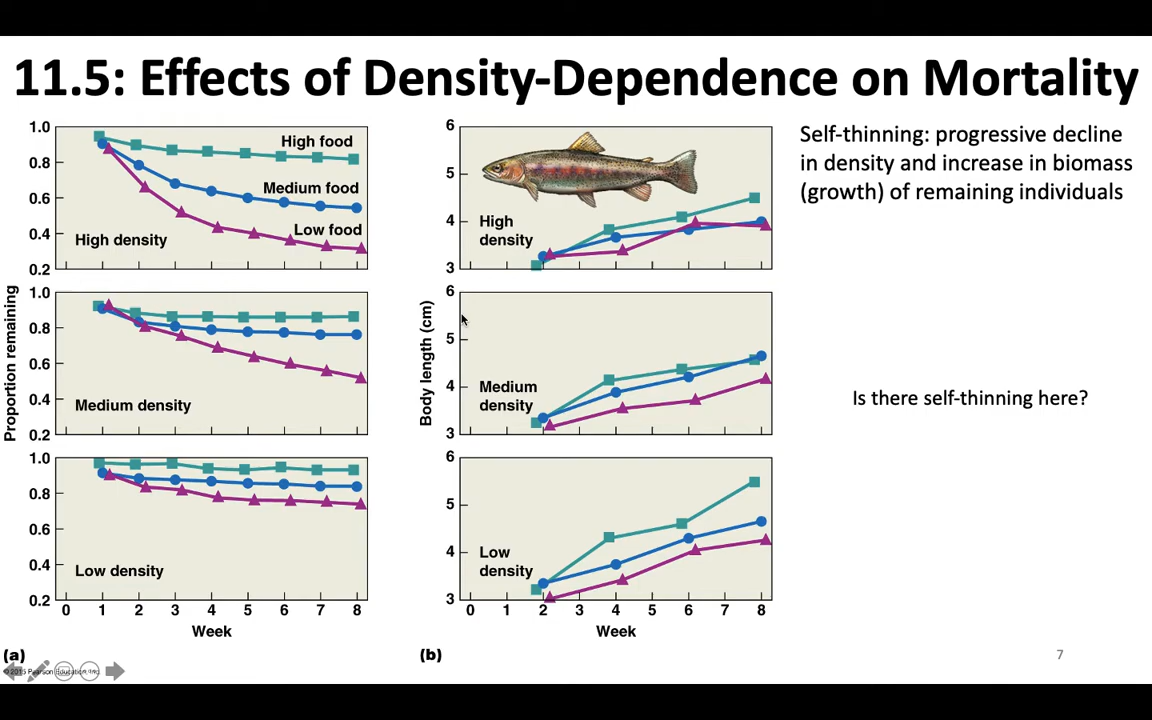 11.5: Effects of Density-Dependence on Mortality
1.0
0.8
0.6
0.4
0.2
High food
Medium food
Low food
High density
1.0
0.8
0.6
0.4
0.2
Medium density
1.0
0.8
0.6
0.4
0.2
Low density
Proportion remaining
0 1 2 3 4 5 6 7 8
Week
(a)
© 2015 Pearson Education, Inc.
6
5
4
3
High
density
6
5
4
3
Medium
density
6
5
4
3
Low
density
Body length (cm)
0 1 2 3 4 5 6 7 8
Week
(b)
Self-thinning: progressive decline
in density and increase in biomass
(growth) of remaining individuals
Is there self-thinning here?
7